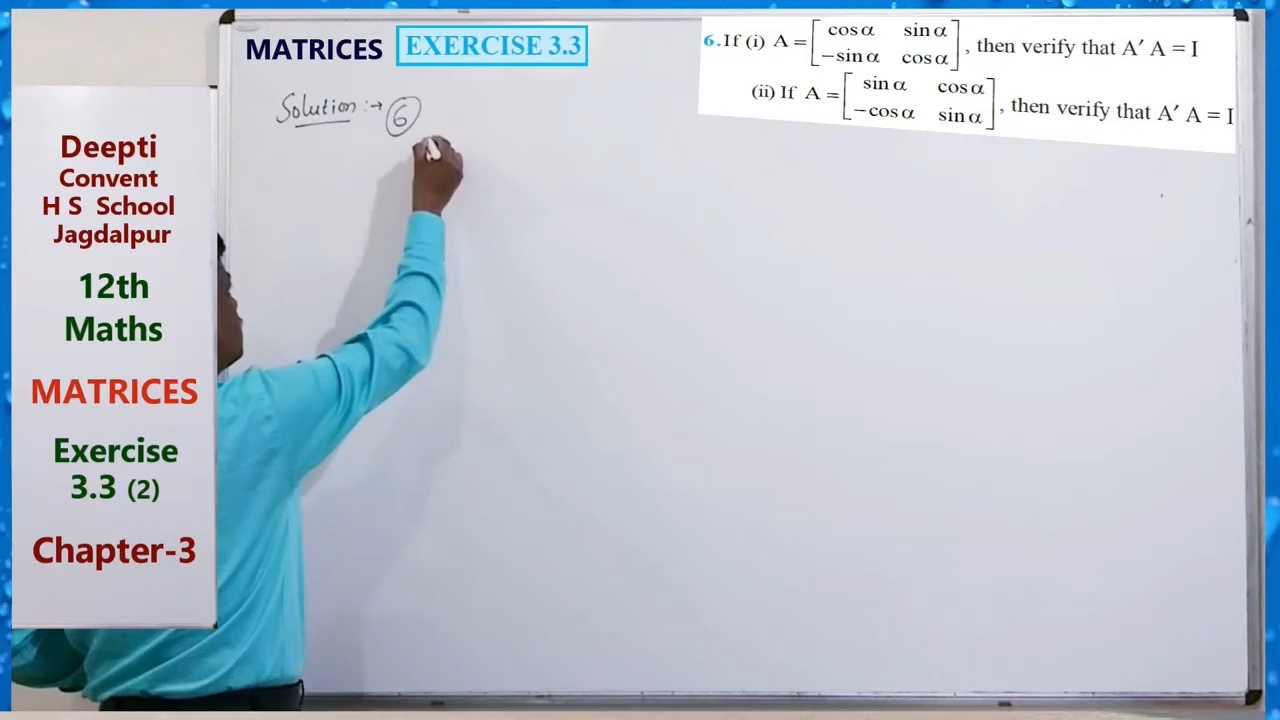 MATRICES EXERCISE 3.3
6. If (i) A = [cos α sin α
−sin α cos α], then verify that A′ A = I
(ii) If A = [sin α cos α
−cos α sin α], then verify that A′ A = I
Solution :→ 6
Deepti
Convent
H S School
Jagdalpur
12th
Maths
MATRICES
Exercise
3.3 (2)
Chapter-3